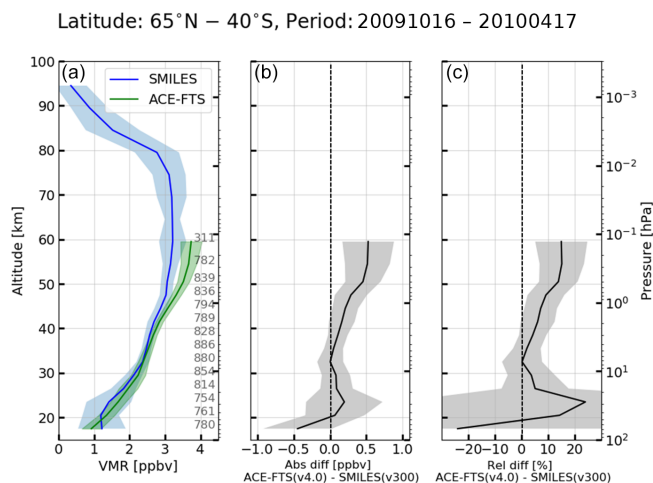 Latitude: 65°N − 40°S, Period: 20091016 – 20100417
(a)
(b)
(c)
SMILES
ACE-FTS
100
90
80
70
60
50
40
30
20
Altitude [km]
311
782
839
836
794
789
828
886
880
854
814
754
761
780
0 1 2 3 4
VMR [ppbv]
−1.0 −0.5 0.0 0.5 1.0
Abs diff [ppbv]
ACE-FTS(v4.0) - SMILES(v300)
−20 −10 0 10 20
Rel diff [%]
ACE-FTS(v4.0) - SMILES(v300)
10⁻³
10⁻²
10⁻¹
10⁰
10¹
10²
Pressure [hPa]